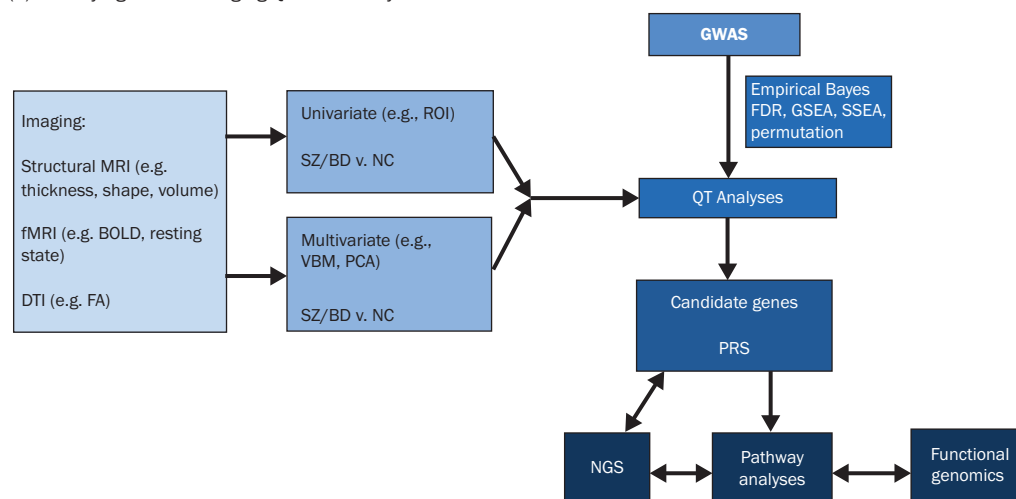 GWAS
Empirical Bayes
FDR, GSEA, SSEA,
permutation
Imaging:
Structural MRI (e.g.
thickness, shape, volume)
fMRI (e.g. BOLD, resting
state)
DTI (e.g. FA)
Univariate (e.g., ROI)
SZ/BD v. NC
Multivariate (e.g.,
VBM, PCA)
SZ/BD v. NC
QT Analyses
Candidate genes
PRS
NGS
Pathway
analyses
Functional
genomics